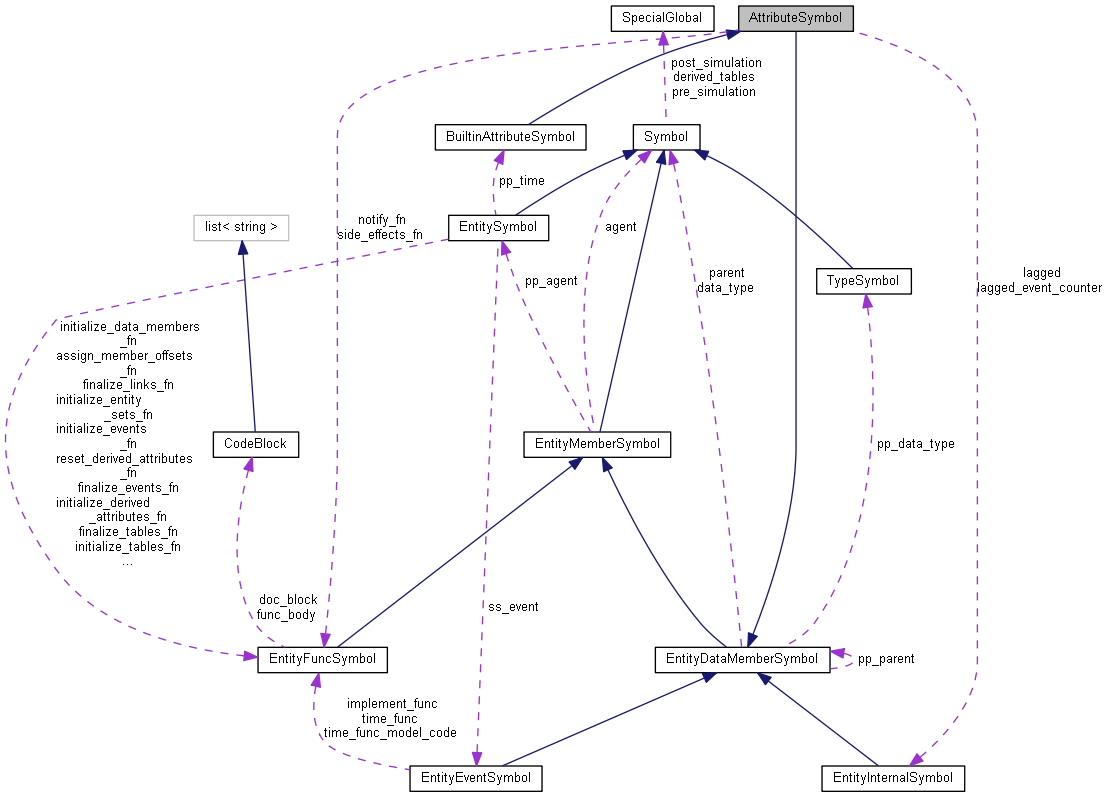 SpecialGlobal
AttributeSymbol
post_simulation
derived_tables
pre_simulation
BuiltinAttributeSymbol
Symbol
pp_time
list< string >
notify_fn
side_effects_fn
EntitySymbol
agent
pp_agent
parent
data_type
TypeSymbol
lagged
lagged_event_counter
initialize_data_members
_fn
assign_member_offsets
_fn
finalize_links_fn
initialize_entity
_sets_fn
initialize_events
_fn
reset_derived_attributes
_fn
finalize_events_fn
initialize_derived
_attributes_fn
finalize_tables_fn
initialize_tables_fn
...
CodeBlock
EntityMemberSymbol
pp_data_type
doc_block
func_body
ss_event
EntityFuncSymbol
EntityDataMemberSymbol
pp_parent
implement_func
time_func
time_func_model_code
EntityEventSymbol
EntityInternalSymbol